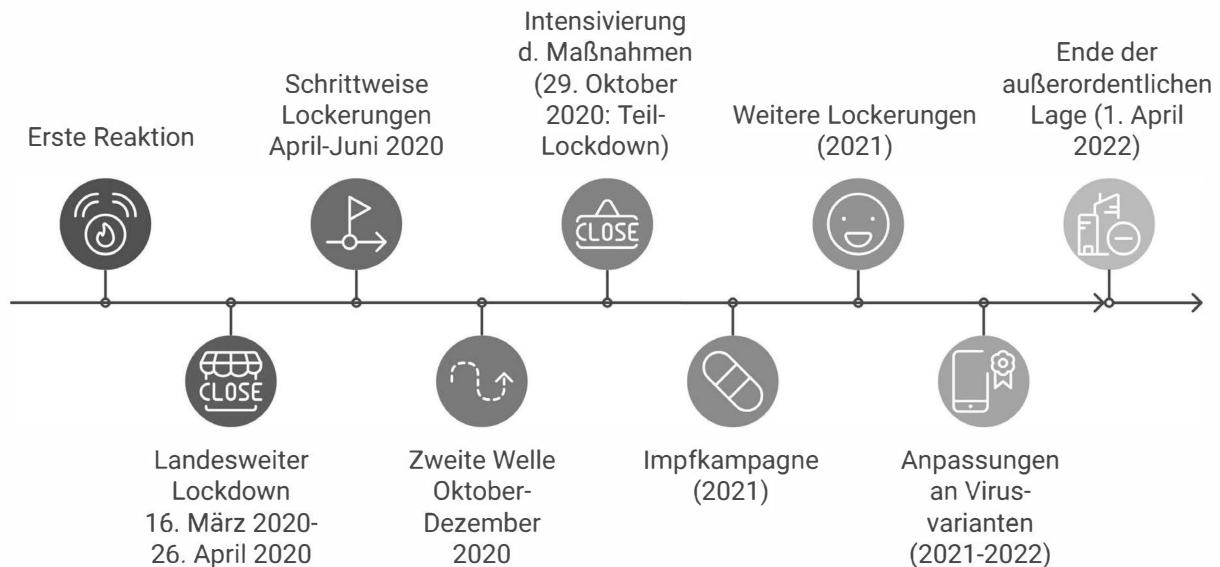 Erste Reaktion
Landesweiter
Lockdown
16. März 2020-
26. April 2020
CLOSE
Schrittweise
Lockerungen
April-Juni 2020
Zweite Welle
Oktober-
Dezember
2020
Intensivierung
d. Maßnahmen
(29. Oktober
2020: Teil-
Lockdown)
CLOSE
Impfkampagne
(2021)
Weitere Lockerungen
(2021)
Anpassungen
an Virus-
varianten
(2021-2022)
Ende der
außerordentlichen
Lage (1. April
2022)